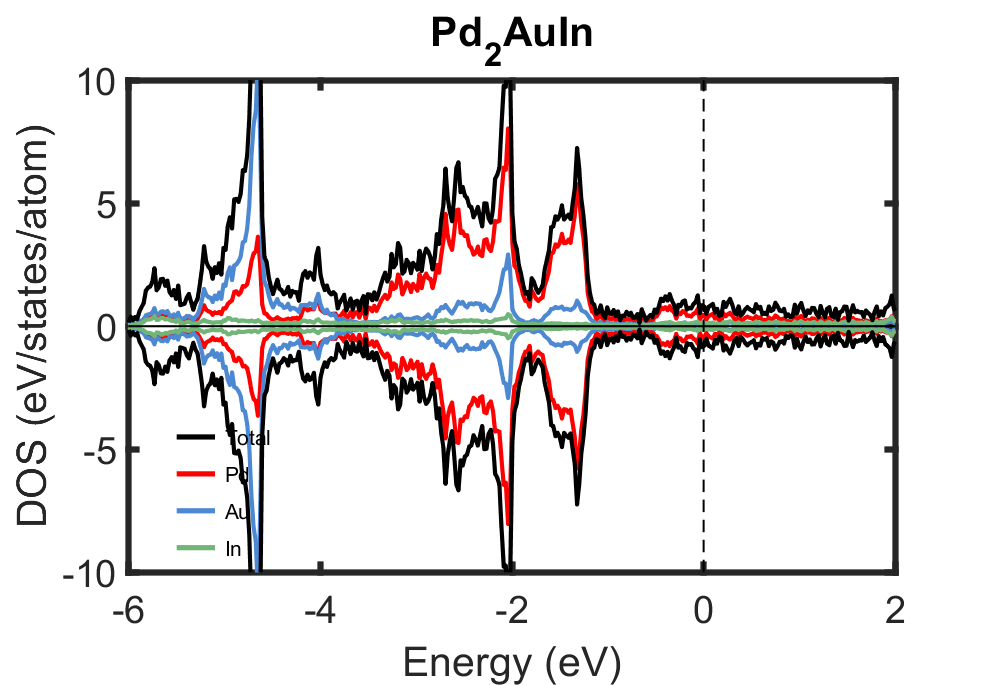 Pd2AuIn
DOS (eV/states/atom)
10
5
0
-5
-10
Total
Pd
Au
In
-6 -4 -2 0 2
Energy (eV)